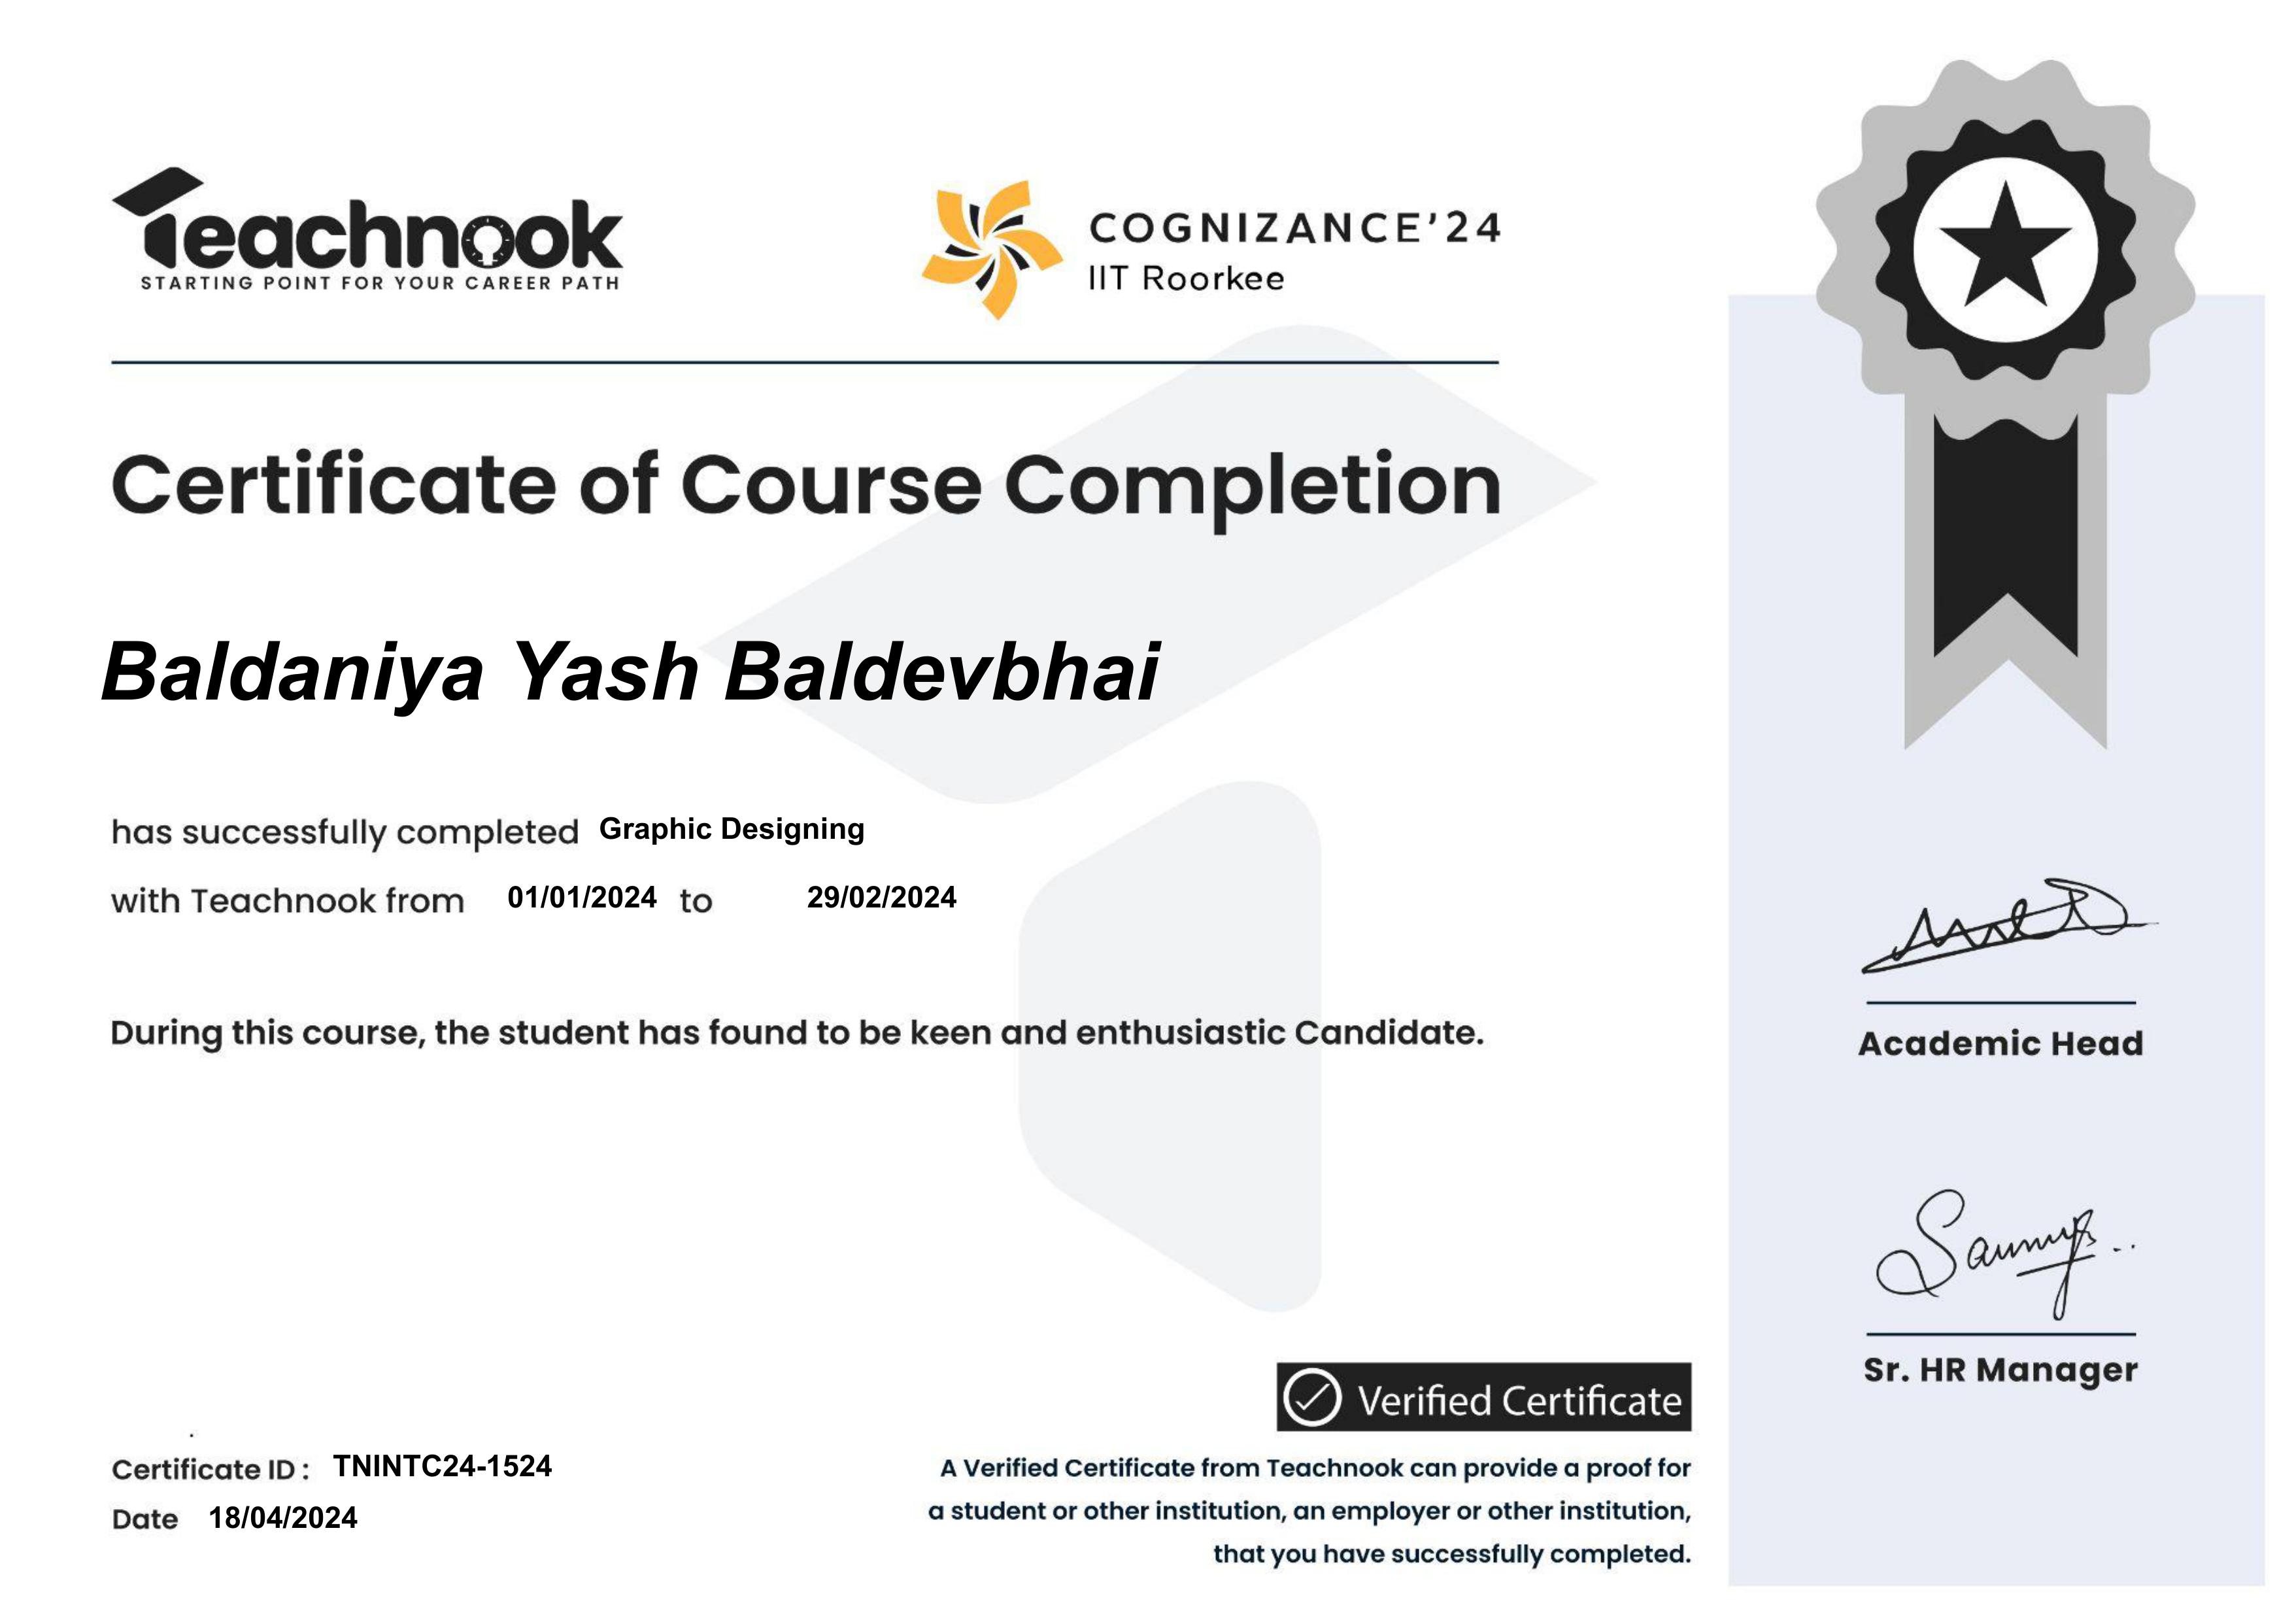 Teachnook
STARTING POINT FOR YOUR CAREER PATH
COGNIZANCE'24
IIT Roorkee
Certificate of Course Completion
Baldaniya Yash Baldevbhai
has successfully completed Graphic Designing
with Teachnook from 01/01/2024 to 29/02/2024
During this course, the student has found to be keen and enthusiastic Candidate.
Academic Head
Sr. HR Manager
Verified Certificate
A Verified Certificate from Teachnook can provide a proof for
a student or other institution, an employer or other institution,
that you have successfully completed.
Certificate ID : TNINTC24-1524
Date 18/04/2024